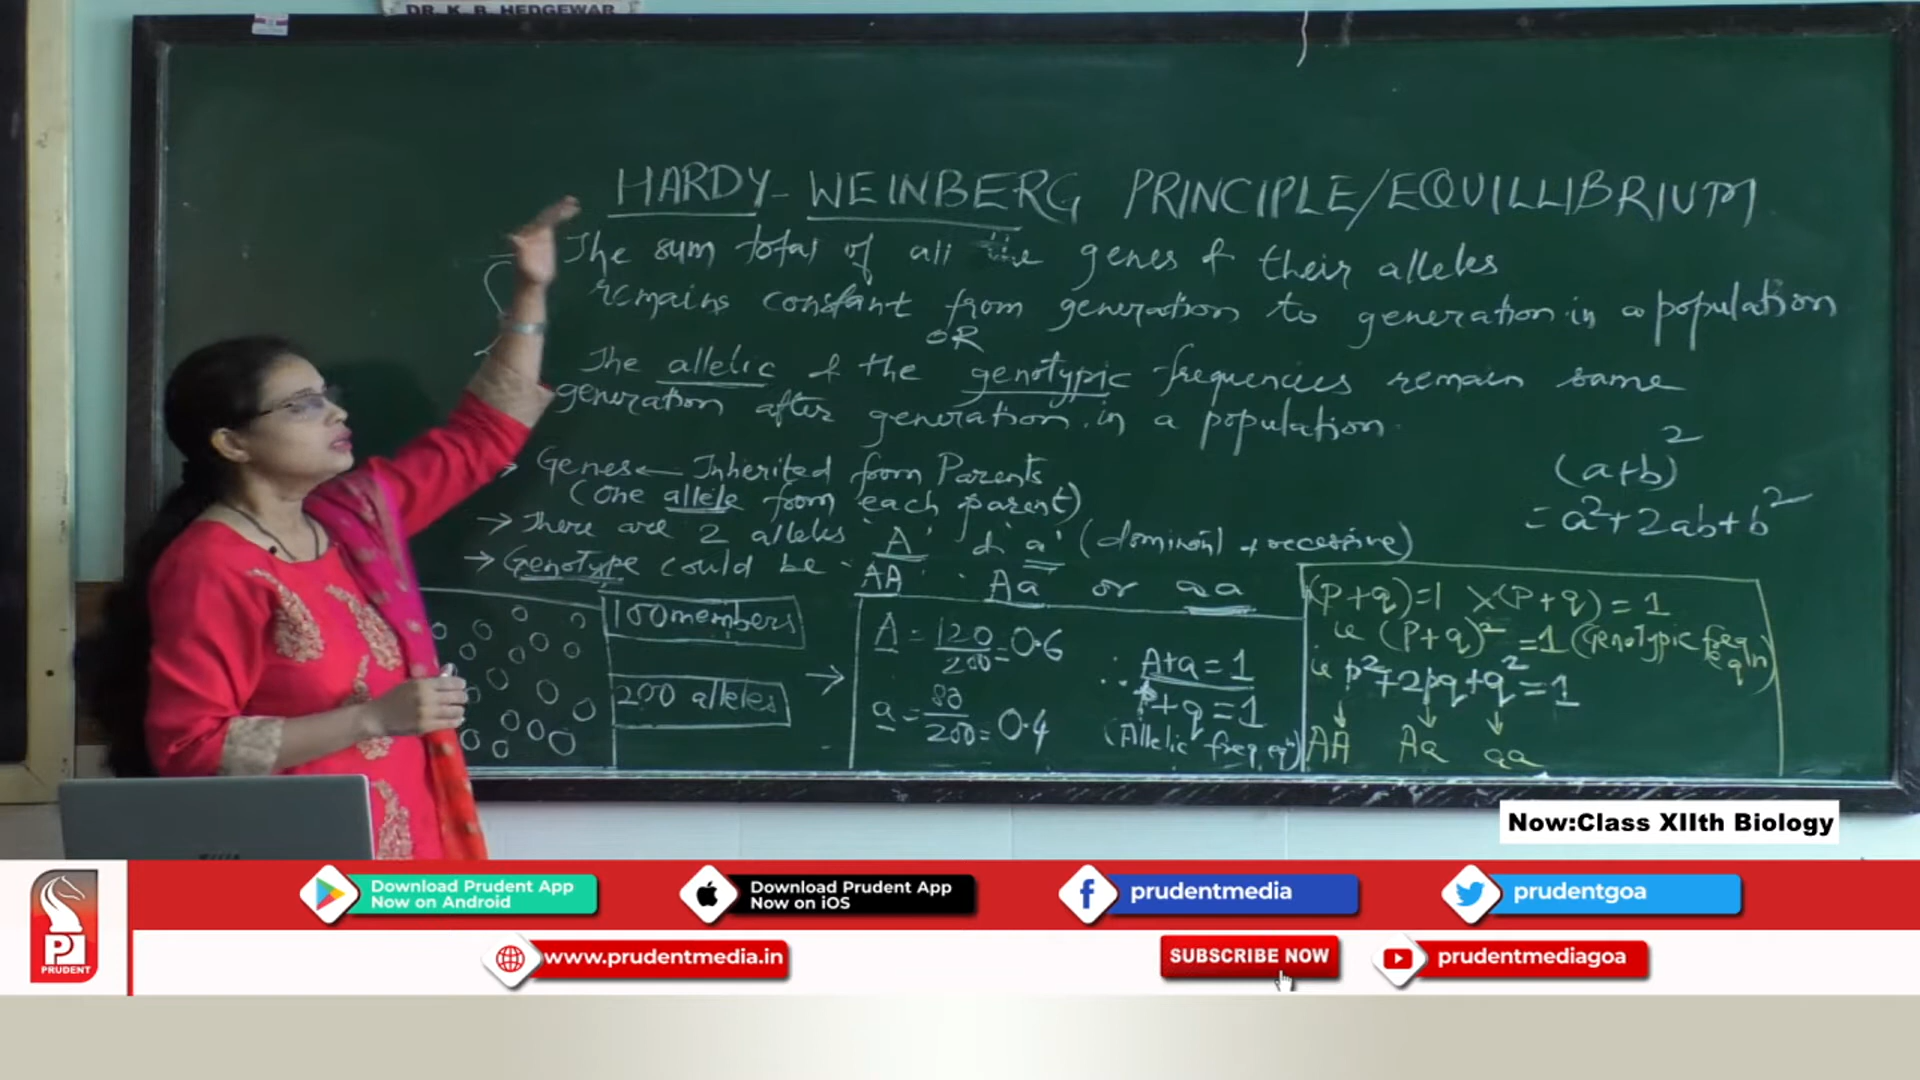 DR. K. B. HEDGEWAR
HARDY-WEINBERG PRINCIPLE/EQUILLIBRIUM
The sum total of all the genes & their alleles
remains constant from generation to generation in a population
OR
The allelic & the genotypic frequencies remain same
generation after generation in a population.
→ Genes ← Inherited from Parents
(one allele from each parent)
→ There are 2 alleles 'A' & 'a' (dominant & recessive)
→ Genotype could be AA Aa or aa
(a+b)²
= a²+2ab+b²
100 members
200 alleles
A = 120/200 = 0.6
a = 80/200 = 0.4
∴ A+a = 1
p+q = 1
(Allelic freq. eqⁿ)
(p+q)=1 x (p+q) = 1
ie (p+q)² = 1 (Genotypic freq eqⁿ)
ie p²+2pq+q² = 1
AA Aa aa
Now:Class XIIth Biology
Download Prudent App
Now on Android
Download Prudent App
Now on iOS
prudentmedia
prudentgoa
PRUDENT
www.prudentmedia.in
SUBSCRIBE NOW
prudentmediagoa